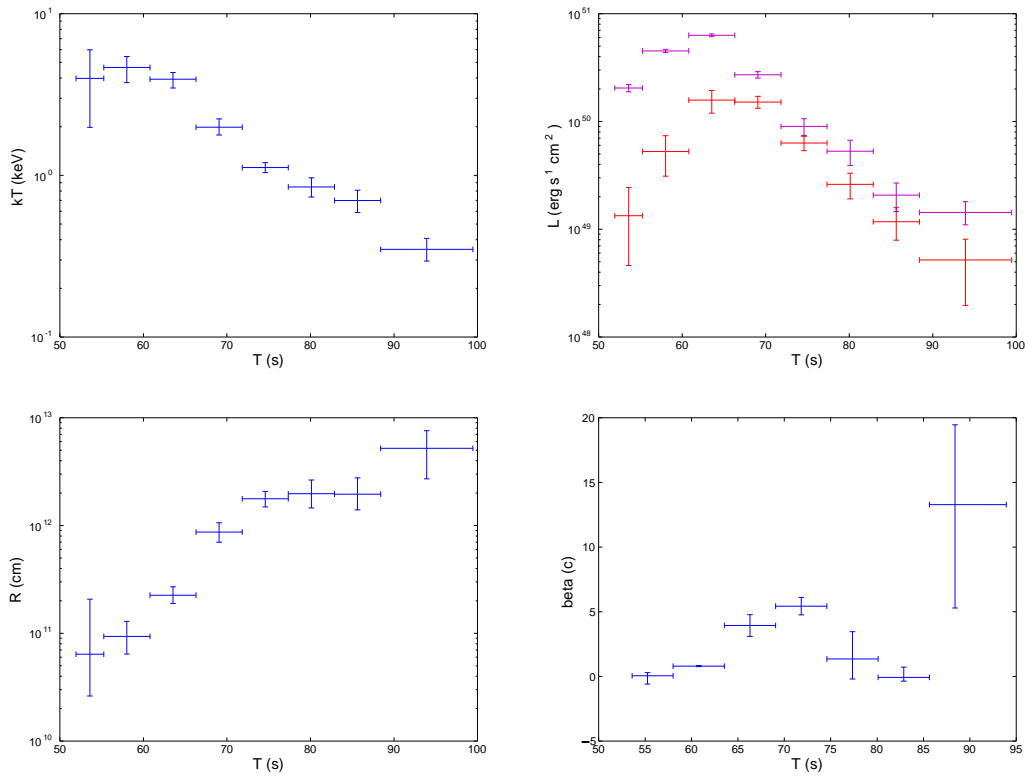 10^1
10^0
10^-1
kT (keV)
50 60 70 80 90 100
T (s)
10^51
10^50
10^49
10^48
L (erg s^1 cm^2)
50 60 70 80 90 100
T (s)
10^13
10^12
10^11
10^10
R (cm)
50 60 70 80 90 100
T (s)
20
15
10
5
0
−5
beta (c)
50 55 60 65 70 75 80 85 90 95
T (s)